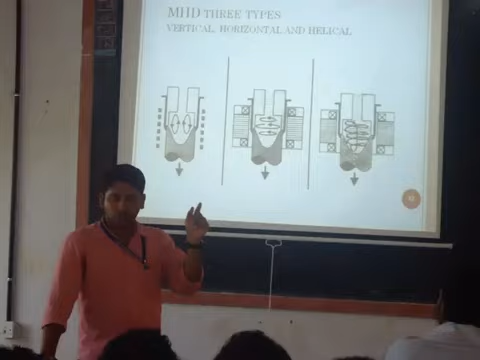 MHD THREE TYPES
VERTICAL, HORIZONTAL AND HELICAL